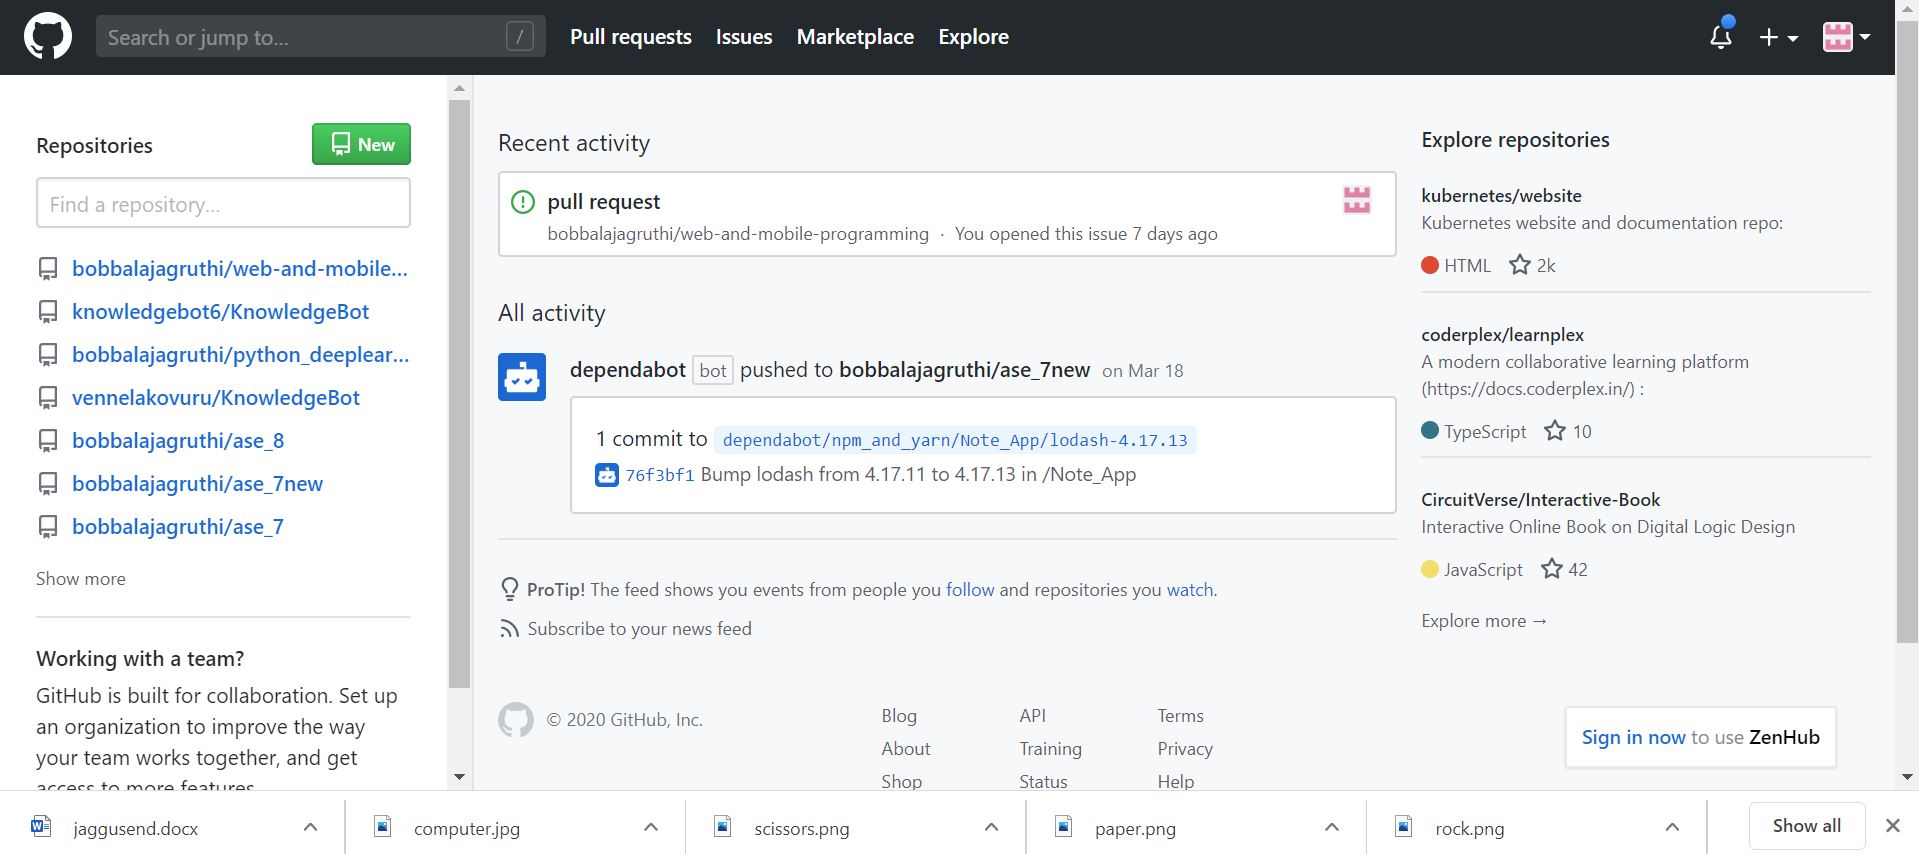 Search or jump to...
/
Pull requests
Issues
Marketplace
Explore
Repositories
New
Find a repository...
bobbalajagruthi/web-and-mobile...
knowledgebot6/KnowledgeBot
bobbalajagruthi/python_deeplear...
vennelakovuru/KnowledgeBot
bobbalajagruthi/ase_8
bobbalajagruthi/ase_7new
bobbalajagruthi/ase_7
Show more
Working with a team?
GitHub is built for collaboration. Set up
an organization to improve the way
your team works together, and get
access to more features.
Recent activity
pull request
bobbalajagruthi/web-and-mobile-programming · You opened this issue 7 days ago
All activity
dependabot bot pushed to bobbalajagruthi/ase_7new on Mar 18
1 commit to dependabot/npm_and_yarn/Note_App/lodash-4.17.13
76f3bf1 Bump lodash from 4.17.11 to 4.17.13 in /Note_App
ProTip! The feed shows you events from people you follow and repositories you watch.
Subscribe to your news feed
© 2020 GitHub, Inc.
Blog
About
Shop
API
Training
Status
Terms
Privacy
Help
Explore repositories
kubernetes/website
Kubernetes website and documentation repo:
HTML 2k
coderplex/learnplex
A modern collaborative learning platform
(https://docs.coderplex.in/) :
TypeScript 10
CircuitVerse/Interactive-Book
Interactive Online Book on Digital Logic Design
JavaScript 42
Explore more →
Sign in now to use ZenHub
jaggusend.docx
computer.jpg
scissors.png
paper.png
rock.png
Show all